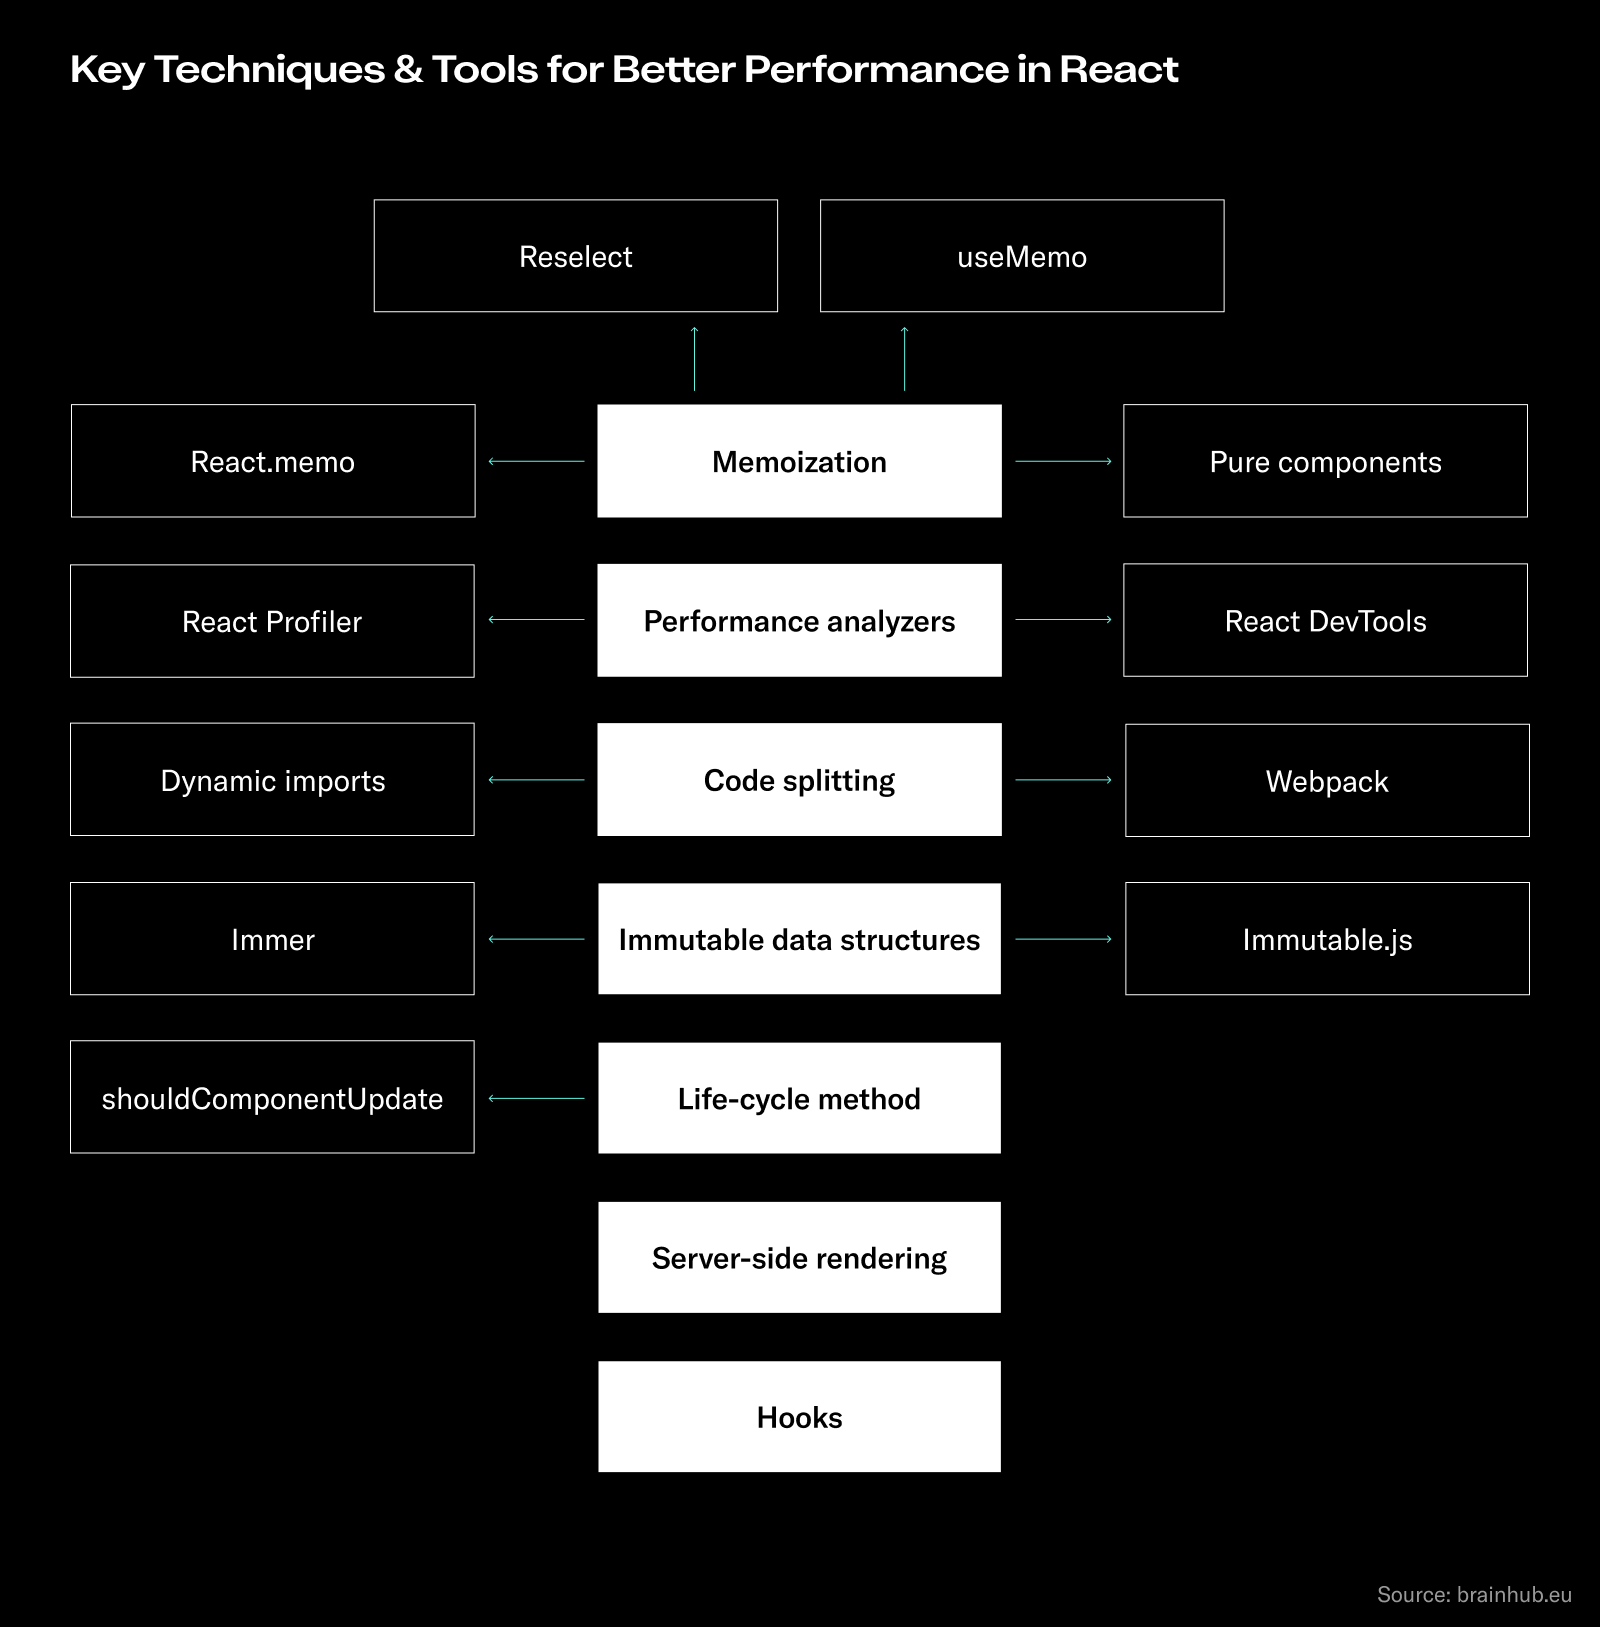 Key Techniques & Tools for Better Performance in React
Reselect
useMemo
React.memo
Memoization
Pure components
React Profiler
Performance analyzers
React DevTools
Dynamic imports
Code splitting
Webpack
Immer
Immutable data structures
Immutable.js
shouldComponentUpdate
Life-cycle method
Server-side rendering
Hooks
Source: brainhub.eu